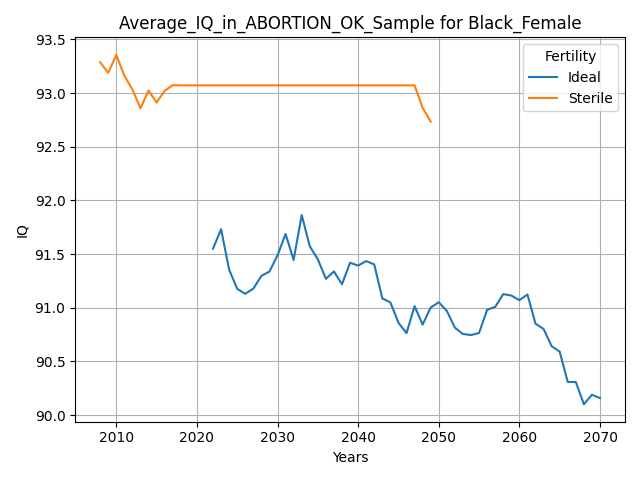 Average_IQ_in_ABORTION_OK_Sample for Black_Female
Fertility
Ideal
Sterile
93.5
93.0
92.5
92.0
91.5
91.0
90.5
90.0
IQ
2010 2020 2030 2040 2050 2060 2070
Years